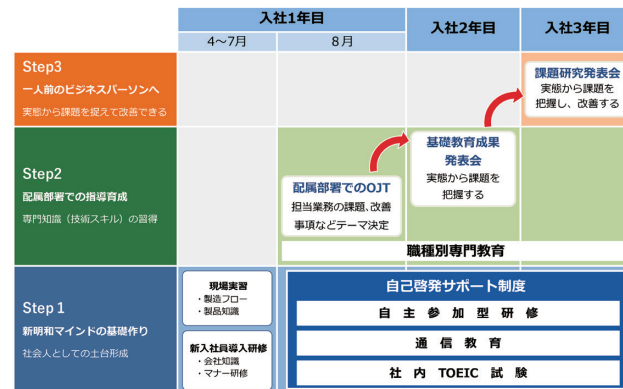 入社1年目
入社2年目
入社3年目
4～7月
8月
Step3
一人前のビジネスパーソンへ
実態から課題を捉えて改善できる
課題研究発表会
実態から課題を
把握し、改善する
Step2
配属部署での指導育成
専門知識（技術スキル）の習得
配属部署でのOJT
担当業務の課題、改善
事項などテーマ決定
基礎教育成果
発表会
実態から課題を
把握する
職種別専門教育
Step 1
新明和マインドの基礎作り
社会人としての土台形成
現場実習
・製造フロー
・製品知識
新入社員導入研修
・会社知識
・マナー研修
自己啓発サポート制度
自主参加型研修
通信教育
社内 TOEIC 試験